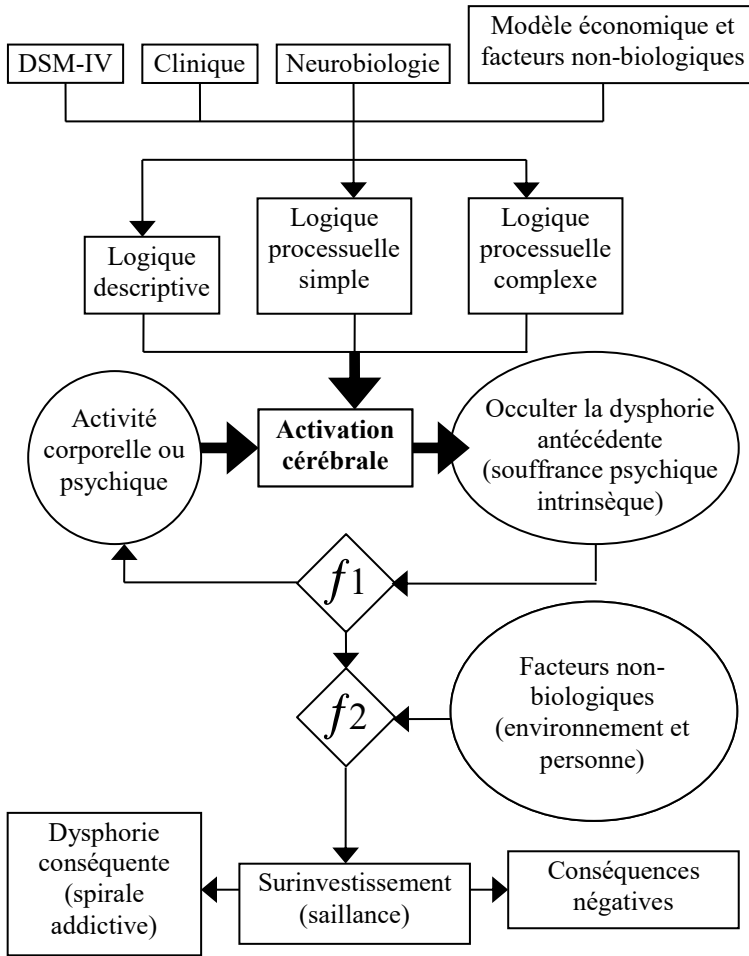 Modèle économique et
facteurs non-biologiques
DSM-IV
Clinique
Neurobiologie
Logique
descriptive
Logique
processuelle
simple
Logique
processuelle
complexe
Activité
corporelle ou
psychique
Activation
cérébrale
Occulter la dysphorie
antécédente
(souffrance psychique
intrinsèque)
f1
f2
Facteurs non-
biologiques
(environnement et
personne)
Dysphorie
conséquente
(spirale
addictive)
Surinvestissement
(saillance)
Conséquences
négatives